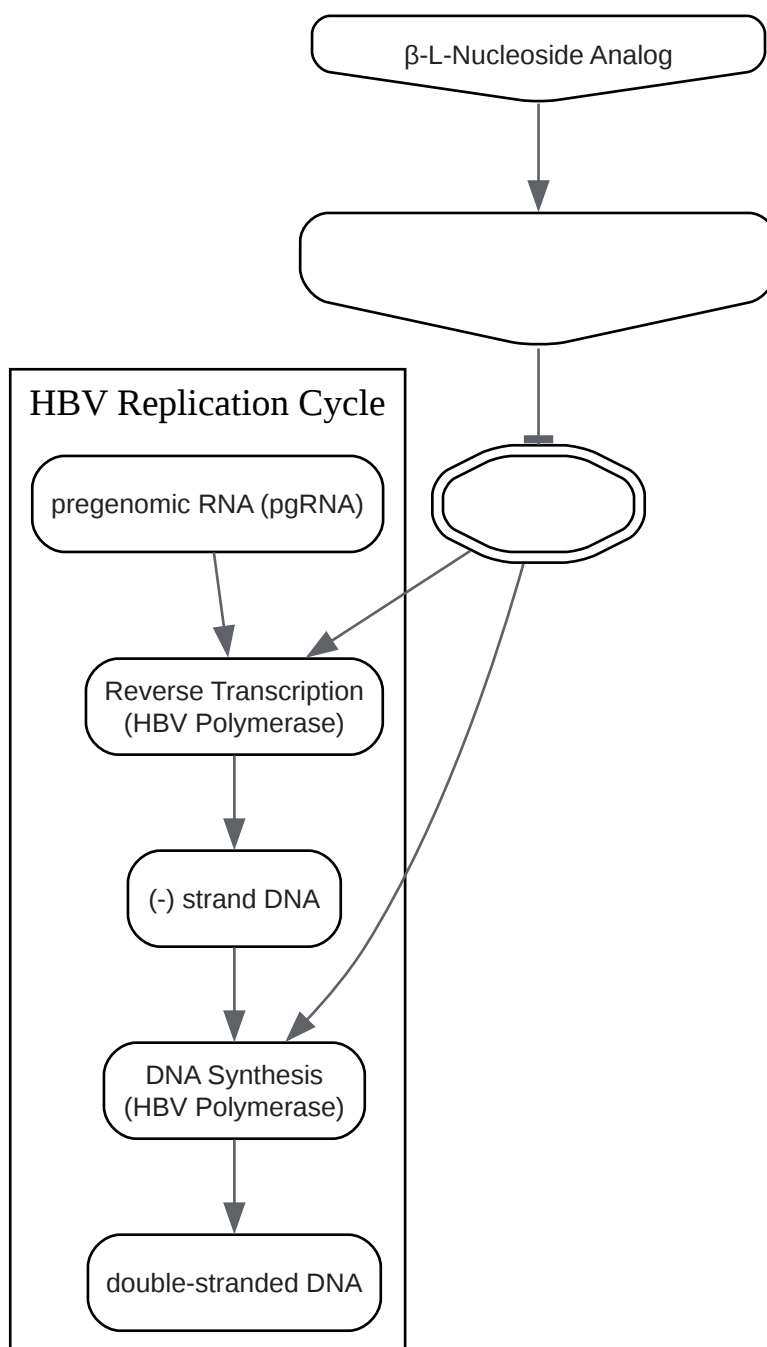 β-L-Nucleoside Analog
HBV Replication Cycle
pregenomic RNA (pgRNA)
Reverse Transcription
(HBV Polymerase)
(-) strand DNA
DNA Synthesis
(HBV Polymerase)
double-stranded DNA